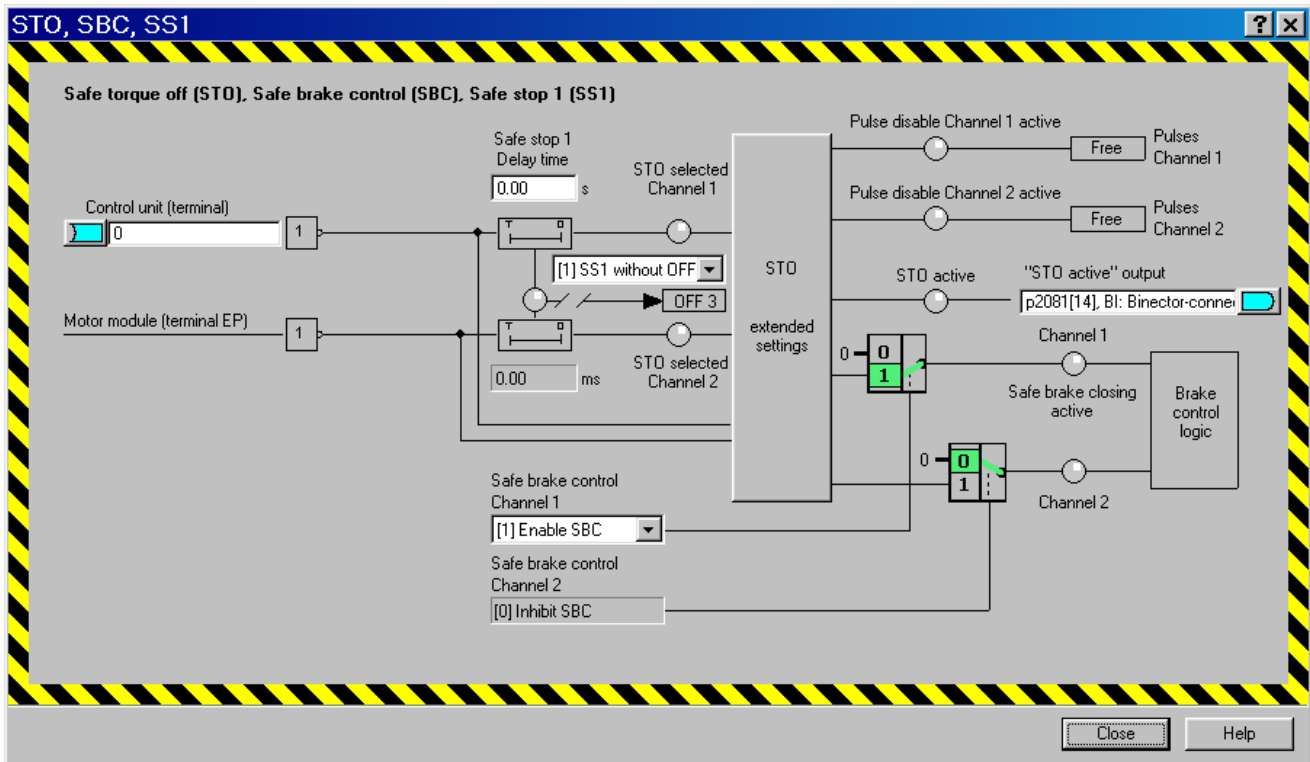 STO, SBC, SS1
Safe torque off (STO), Safe brake control (SBC), Safe stop 1 (SS1)
Safe stop 1
Delay time
0.00 s
Control unit (terminal)
0
1
Motor module (terminal EP)
1
STO selected
Channel 1
T 0
[1] SS1 without OFF
OFF 3
T 0
0.00 ms
STO selected
Channel 2
STO
extended
settings
Pulse disable Channel 1 active
Free
Pulses
Channel 1
Pulse disable Channel 2 active
Free
Pulses
Channel 2
STO active
"STO active" output
p2081[14], BI: Binector-conne
0
0
1
Channel 1
Safe brake closing
active
Brake
control
logic
0
0
1
Channel 2
Safe brake control
Channel 1
[1] Enable SBC
Safe brake control
Channel 2
[0] Inhibit SBC
Close
Help